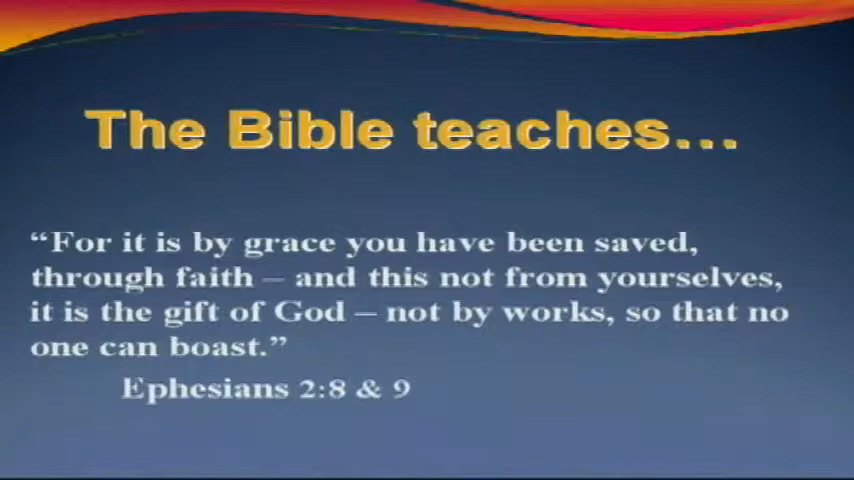 The Bible teaches...
“For it is by grace you have been saved,
through faith – and this not from yourselves,
it is the gift of God – not by works, so that no
one can boast.”
Ephesians 2:8 & 9